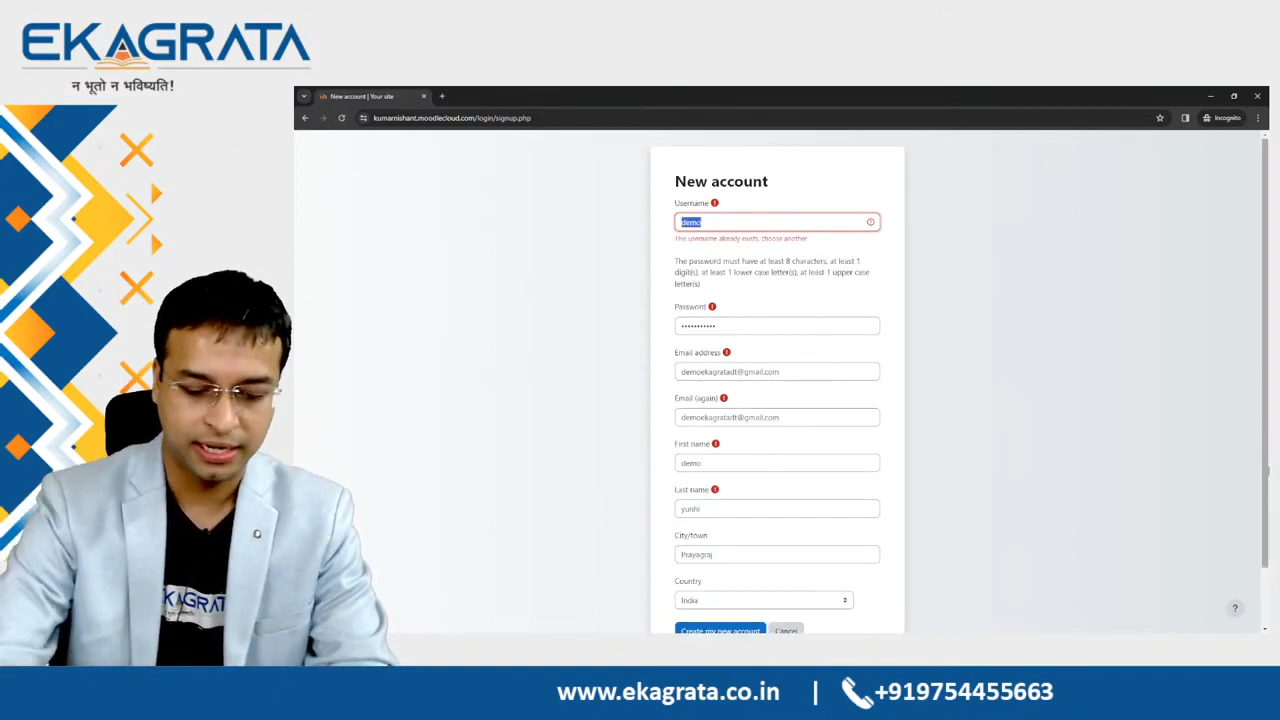 EKAGRATA
न भूतो न भविष्यति!
New account | Your site
kumarnishant.moodlecloud.com/login/signup.php
Incognito
New account
Username
demo
This username already exists, choose another
The password must have at least 8 characters, at least 1
digit(s), at least 1 lower case letter(s), at least 1 upper case
letter(s)
Password
•••••••••••
Email address
demoekagratadt@gmail.com
Email (again)
demoekagratadt@gmail.com
First name
demo
Last name
yunhi
City/town
Prayagraj
Country
India
Create my new account
Cancel
?
EKAGRATA
www.ekagrata.co.in | +919754455663